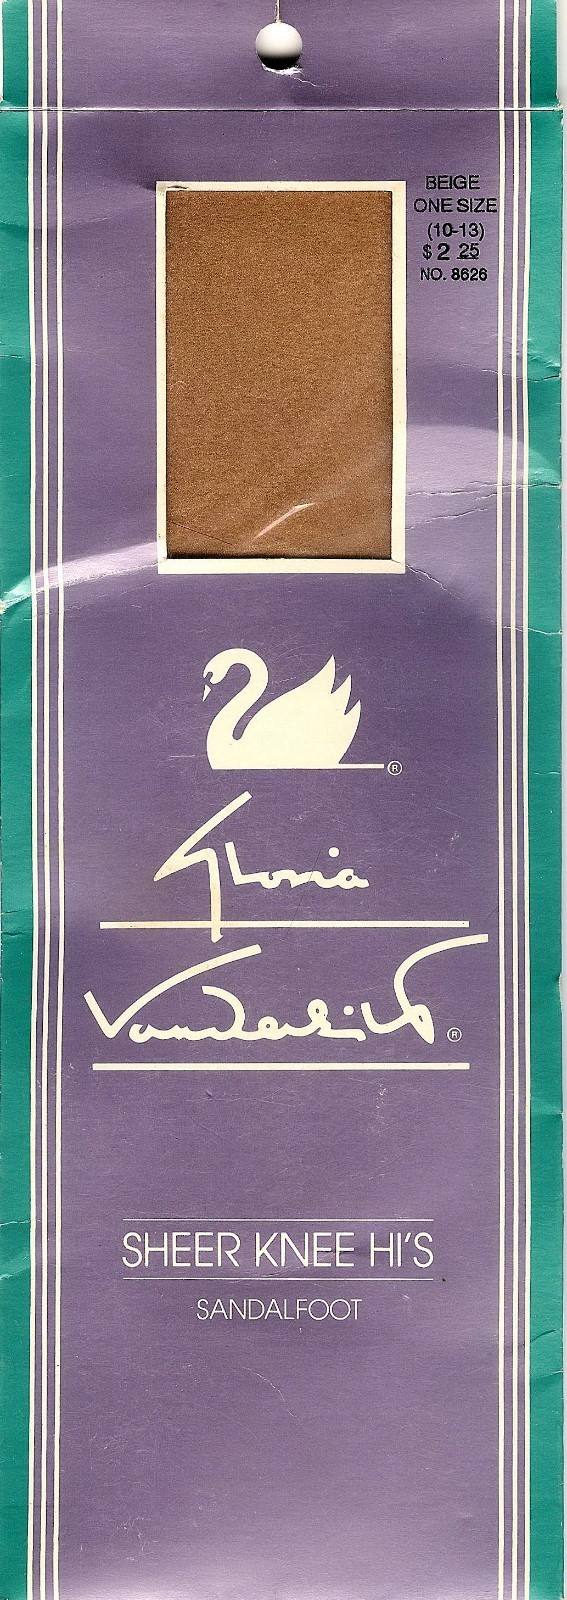 BEIGE
ONE SIZE
(10-13)
$ 2 25
NO. 8626
®
Gloria
Vanderbilt ®
SHEER KNEE HI'S
SANDALFOOT